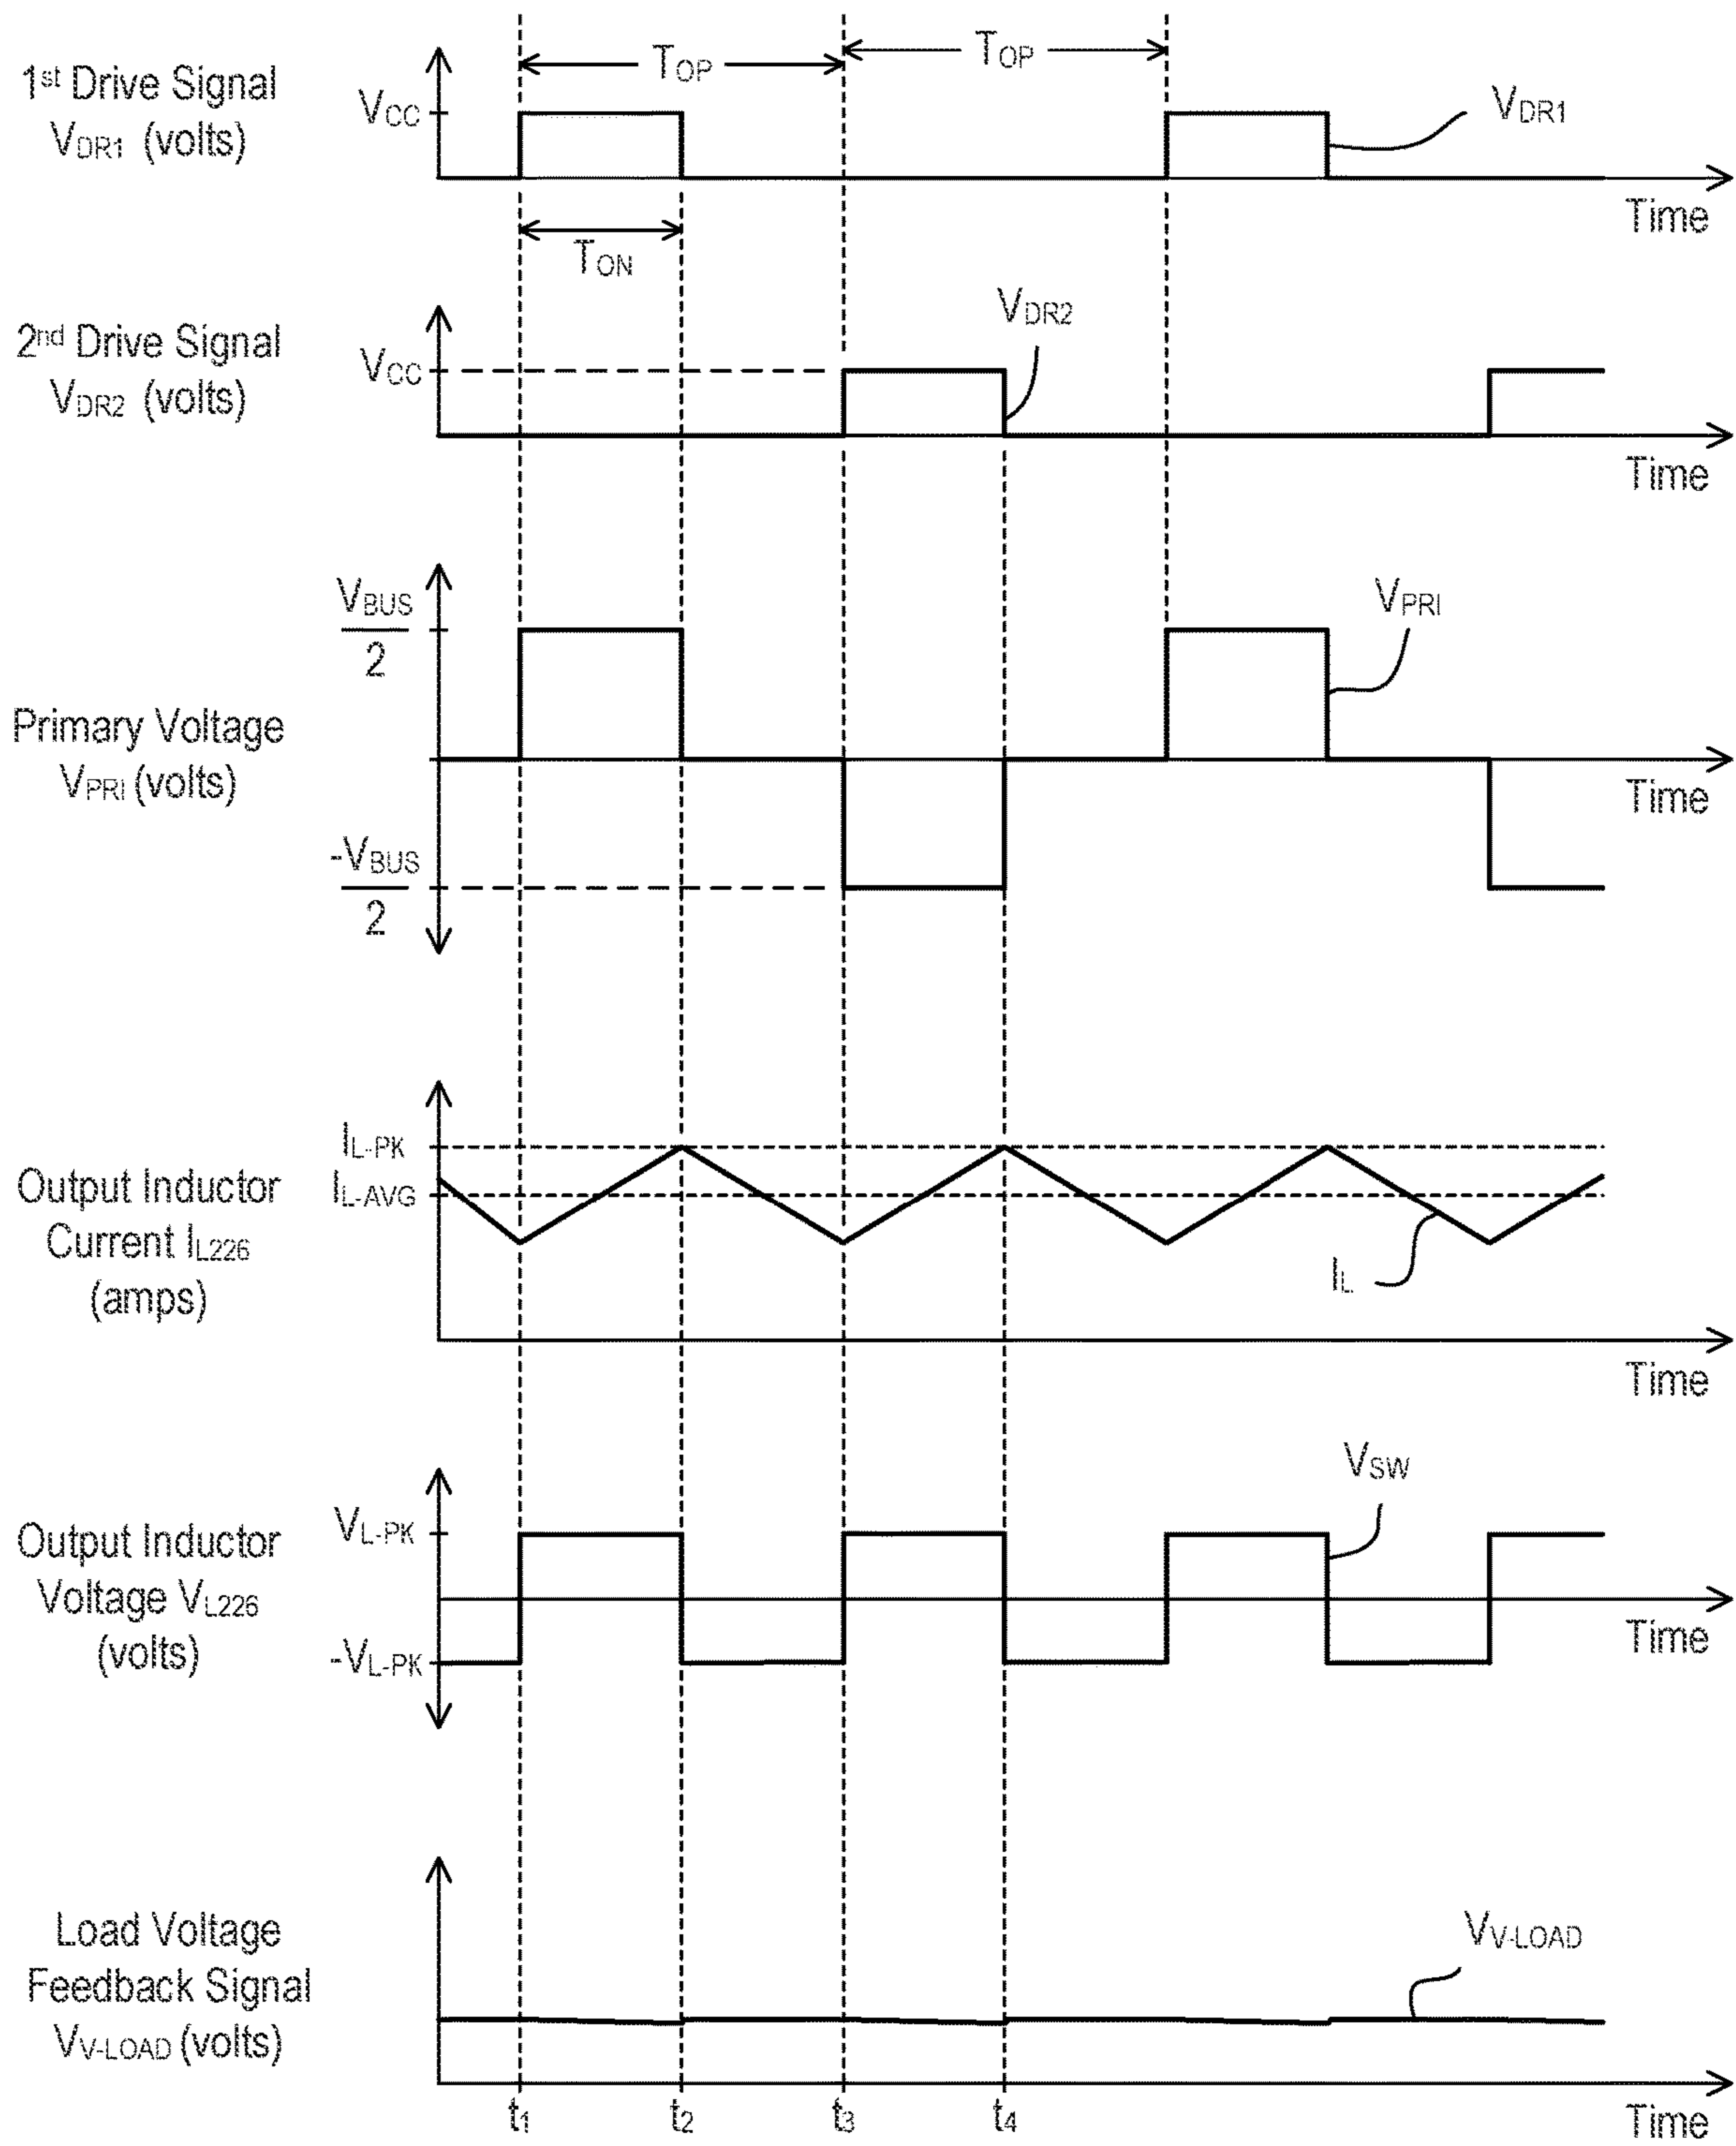 1st Drive Signal
VDR1 (volts)
VCC
TOP
TOP
VDR1
Time
TON
2nd Drive Signal
VDR2 (volts)
VCC
VDR2
Time
Primary Voltage
VPRI (volts)
VBUS
2
-VBUS
2
VPRI
Time
Output Inductor
Current IL226
(amps)
IL-PK
IL-AVG
IL
Time
Output Inductor
Voltage VL226
(volts)
VL-PK
-VL-PK
VSW
Time
Load Voltage
Feedback Signal
VV-LOAD (volts)
VV-LOAD
t1 t2 t3 t4
Time